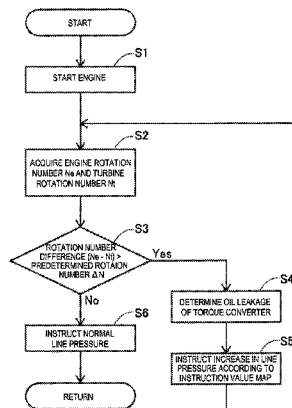 START
S1
START ENGINE
S2
ACQUIRE ENGINE ROTATION
NUMBER Ne AND TURBINE
ROTATION NUMBER Nt
S3
ROTATION NUMBER
DIFFERENCE (Ne - Nt) >
PREDETERMINED ROTAION
NUMBER Δ N
Yes
No
S4
DETERMINE OIL LEAKAGE
OF TORQUE CONVERTER
S6
INSTRUCT NORMAL
LINE PRESSURE
S5
INSTRUCT INCREASE IN LINE
PRESSURE ACCORDING TO
INSTRUCTION VALUE MAP
RETURN